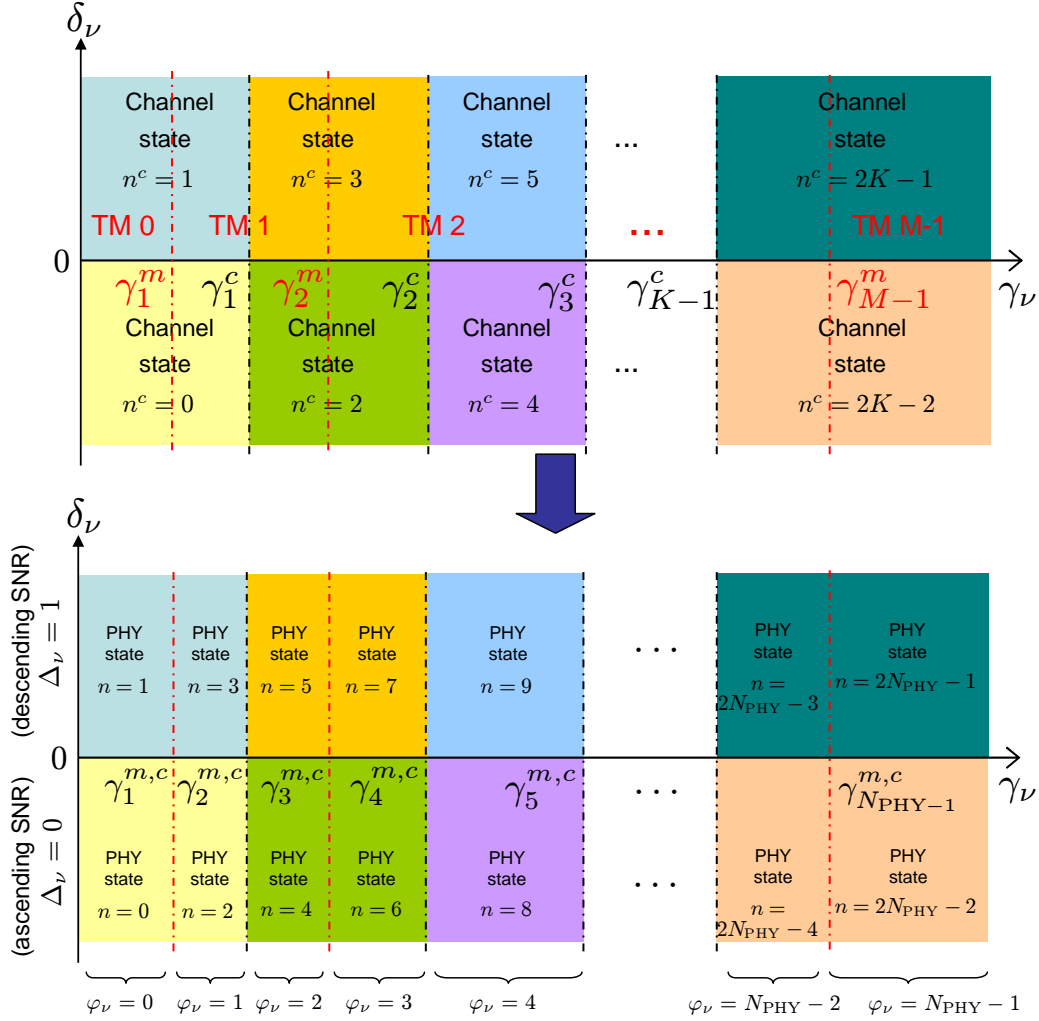 δ_ν
Channel state n^c = 1
Channel state n^c = 3
Channel state n^c = 5
...
Channel state n^c = 2K − 1
TM 0
TM 1
TM 2
...
TM M-1
0
γ_1^m
γ_1^c
γ_2^m
γ_2^c
γ_3^c
γ_{K−1}^c
γ_{M−1}^m
γ_ν
Channel state n^c = 0
Channel state n^c = 2
Channel state n^c = 4
...
Channel state n^c = 2K − 2
δ_ν
(descending SNR)
Δ_ν = 1
PHY state n = 1
PHY state n = 3
PHY state n = 5
PHY state n = 7
PHY state n = 9
...
PHY state n = 2N_PHY − 3
PHY state n = 2N_PHY − 1
0
γ_1^{m,c}
γ_2^{m,c}
γ_3^{m,c}
γ_4^{m,c}
γ_5^{m,c}
...
γ_{N_PHY−1}^{m,c}
γ_ν
(ascending SNR)
Δ_ν = 0
PHY state n = 0
PHY state n = 2
PHY state n = 4
PHY state n = 6
PHY state n = 8
...
PHY state n = 2N_PHY − 4
PHY state n = 2N_PHY − 2
φ_ν = 0
φ_ν = 1
φ_ν = 2
φ_ν = 3
φ_ν = 4
φ_ν = N_PHY − 2
φ_ν = N_PHY − 1